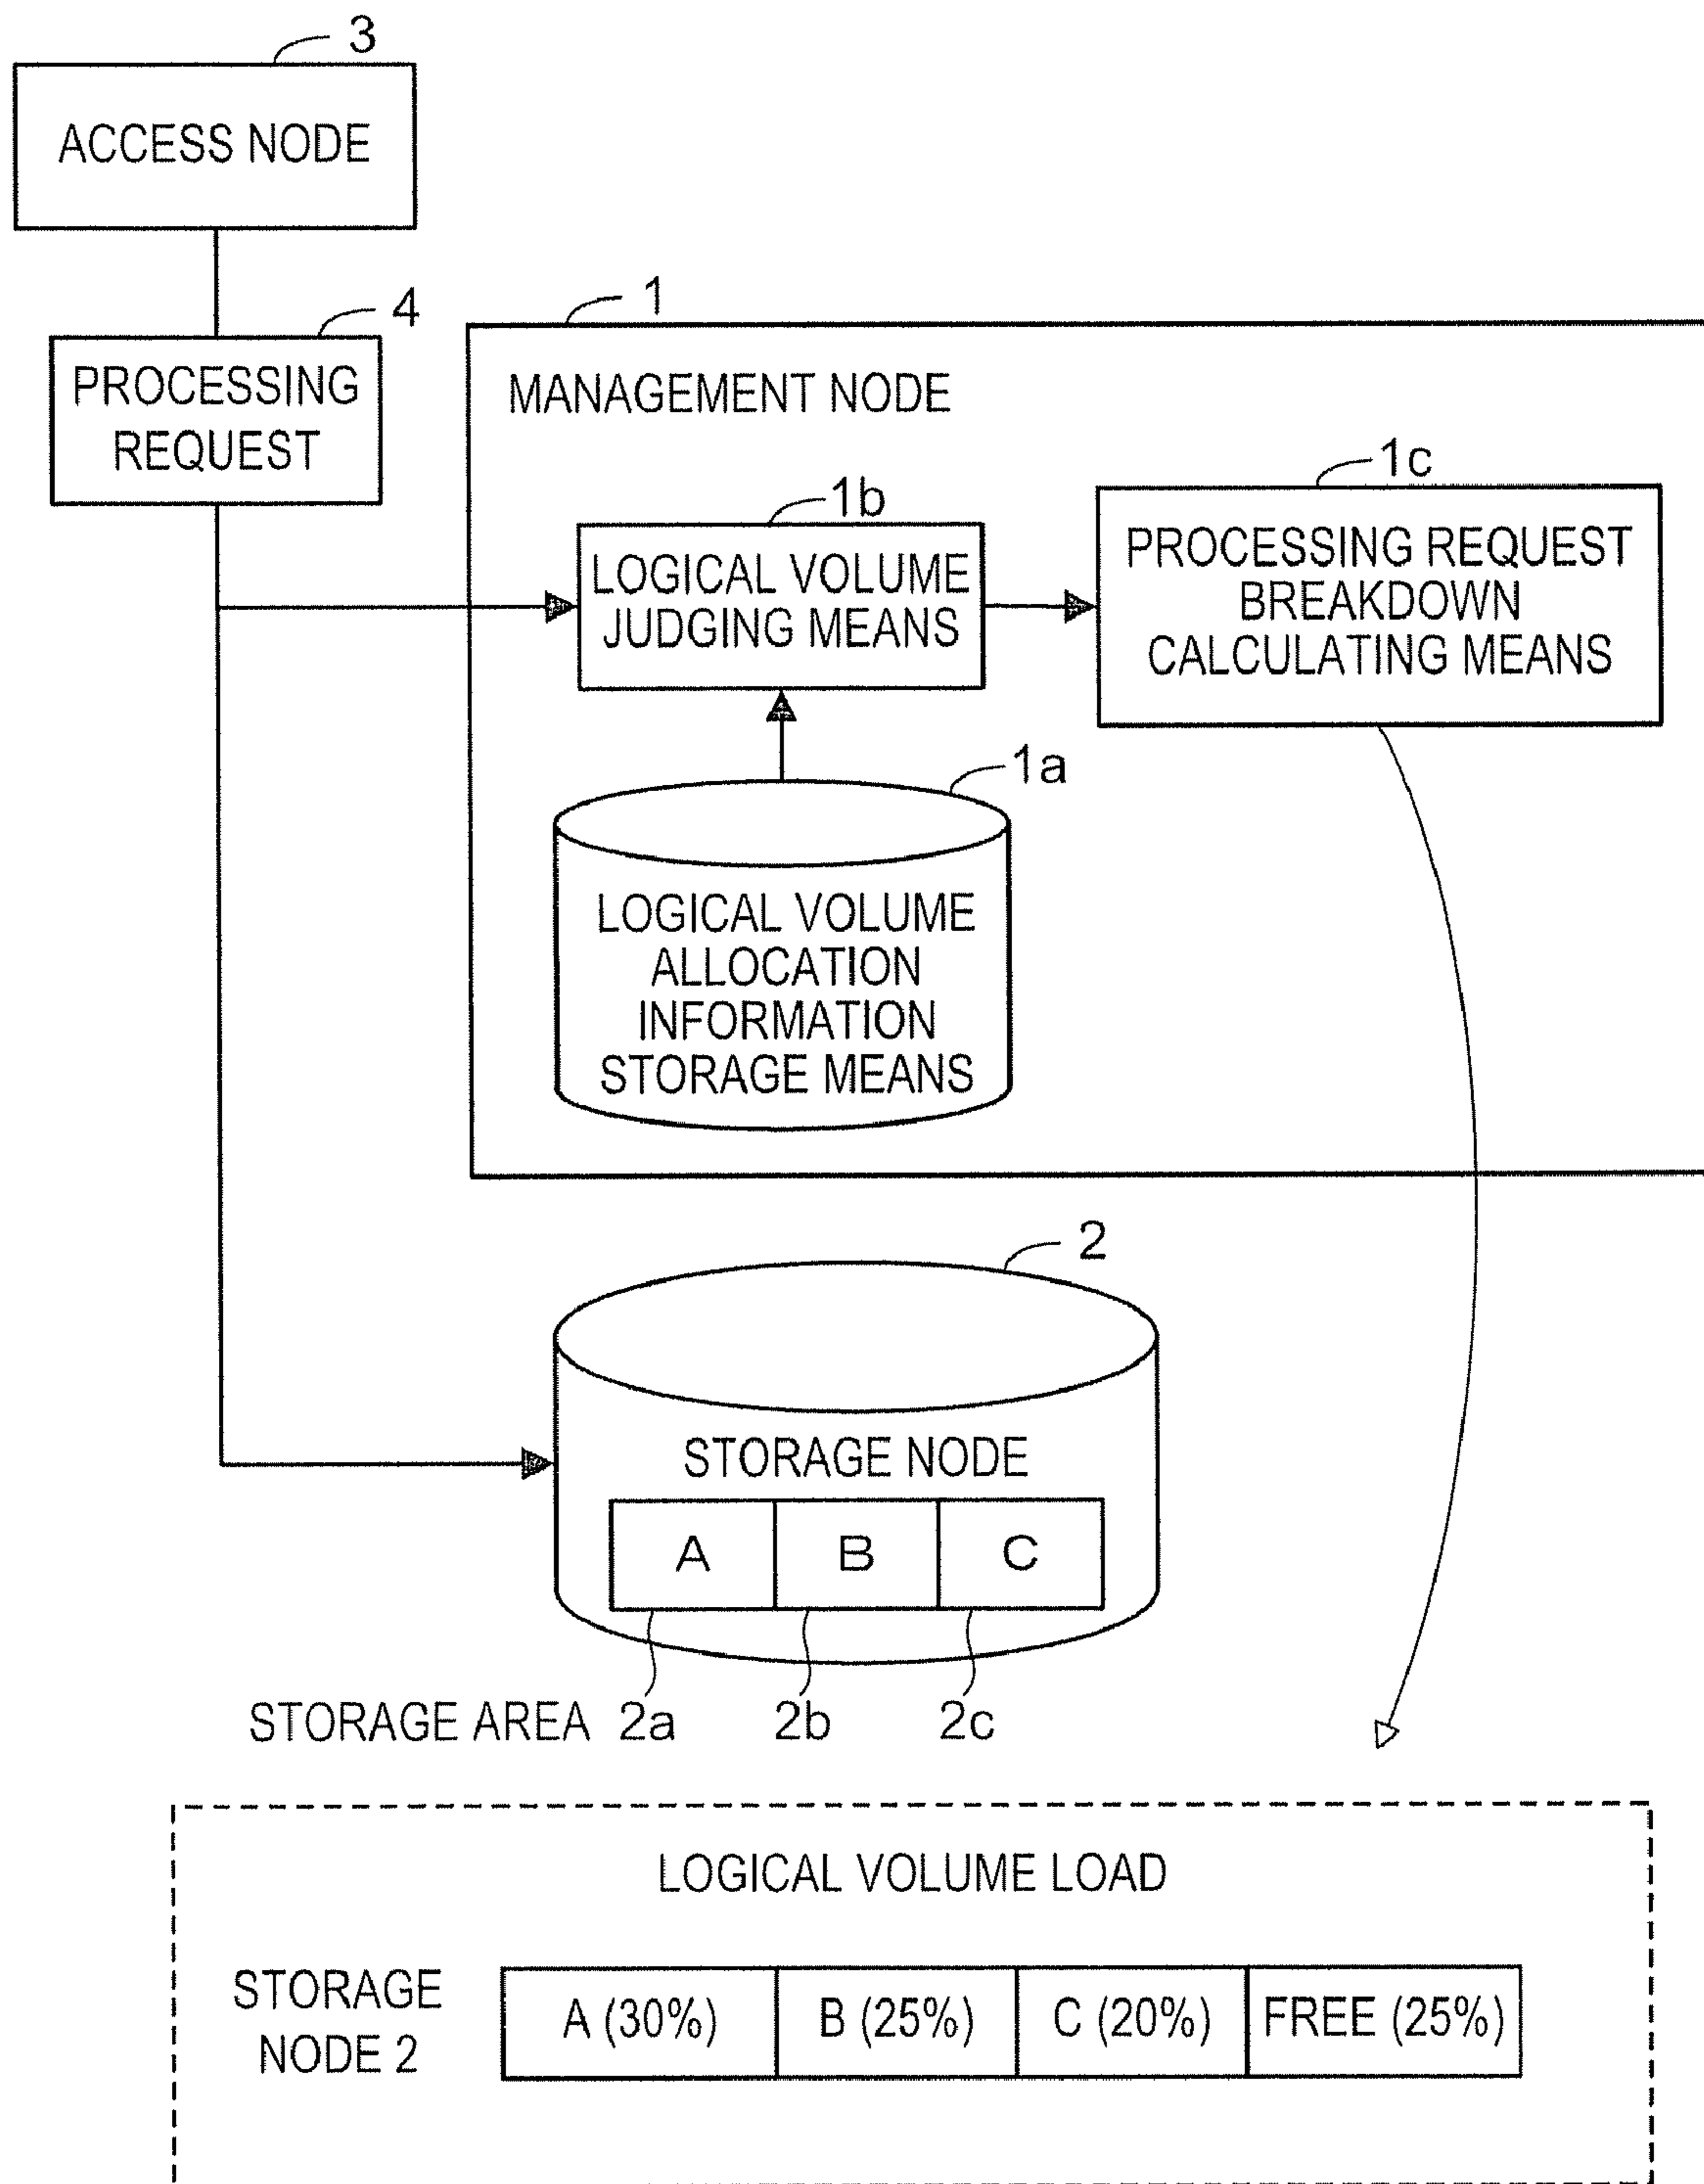 3
ACCESS NODE
4
PROCESSING
REQUEST
1
MANAGEMENT NODE
1b
LOGICAL VOLUME
JUDGING MEANS
1c
PROCESSING REQUEST
BREAKDOWN
CALCULATING MEANS
1a
LOGICAL VOLUME
ALLOCATION
INFORMATION
STORAGE MEANS
2
STORAGE NODE
A B C
STORAGE AREA 2a 2b 2c
LOGICAL VOLUME LOAD
STORAGE
NODE 2
A (30%) B (25%) C (20%) FREE (25%)